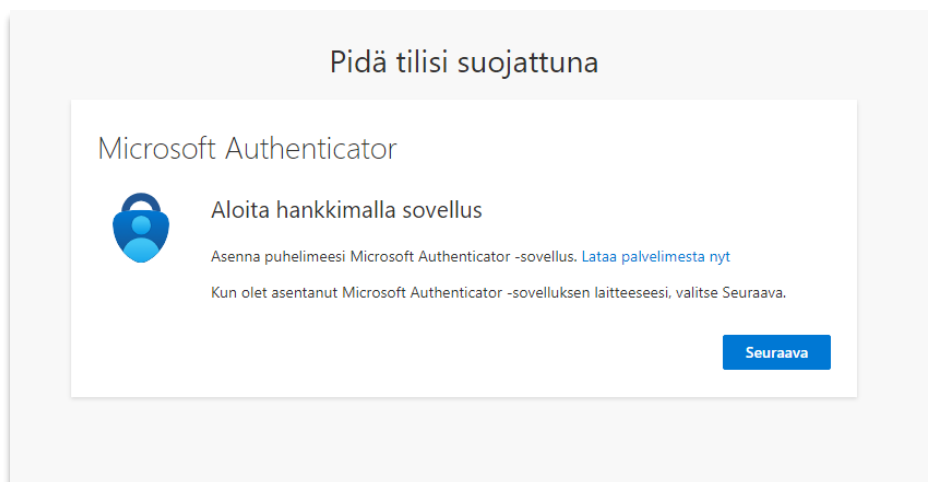 Pidä tilisi suojattuna
Microsoft Authenticator
Aloita hankkimalla sovellus
Asenna puhelimeesi Microsoft Authenticator -sovellus. Lataa palvelimesta nyt
Kun olet asentanut Microsoft Authenticator -sovelluksen laitteeseesi, valitse Seuraava.
Seuraava